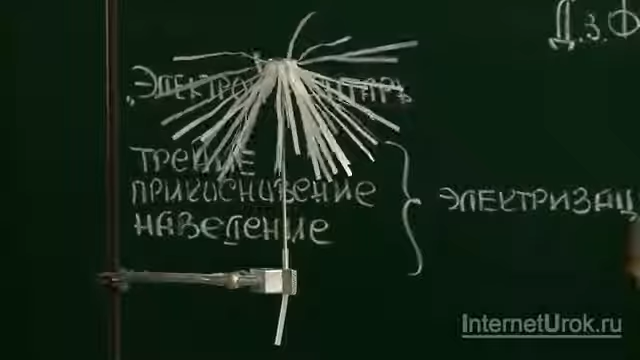 Д.з. Ф
"ЭЛЕКТРО
ТРЕНИЕ
ПРИКОСНОВЕНИЕ
НАВЕДЕНИЕ
ЭЛЕКТРИЗАЦ
InternetUrok.ru